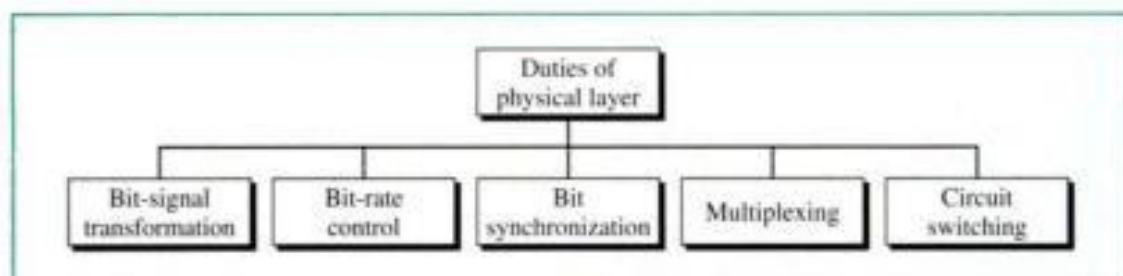 Duties of
physical layer
Bit-signal
transformation
Bit-rate
control
Bit
synchronization
Multiplexing
Circuit
switching